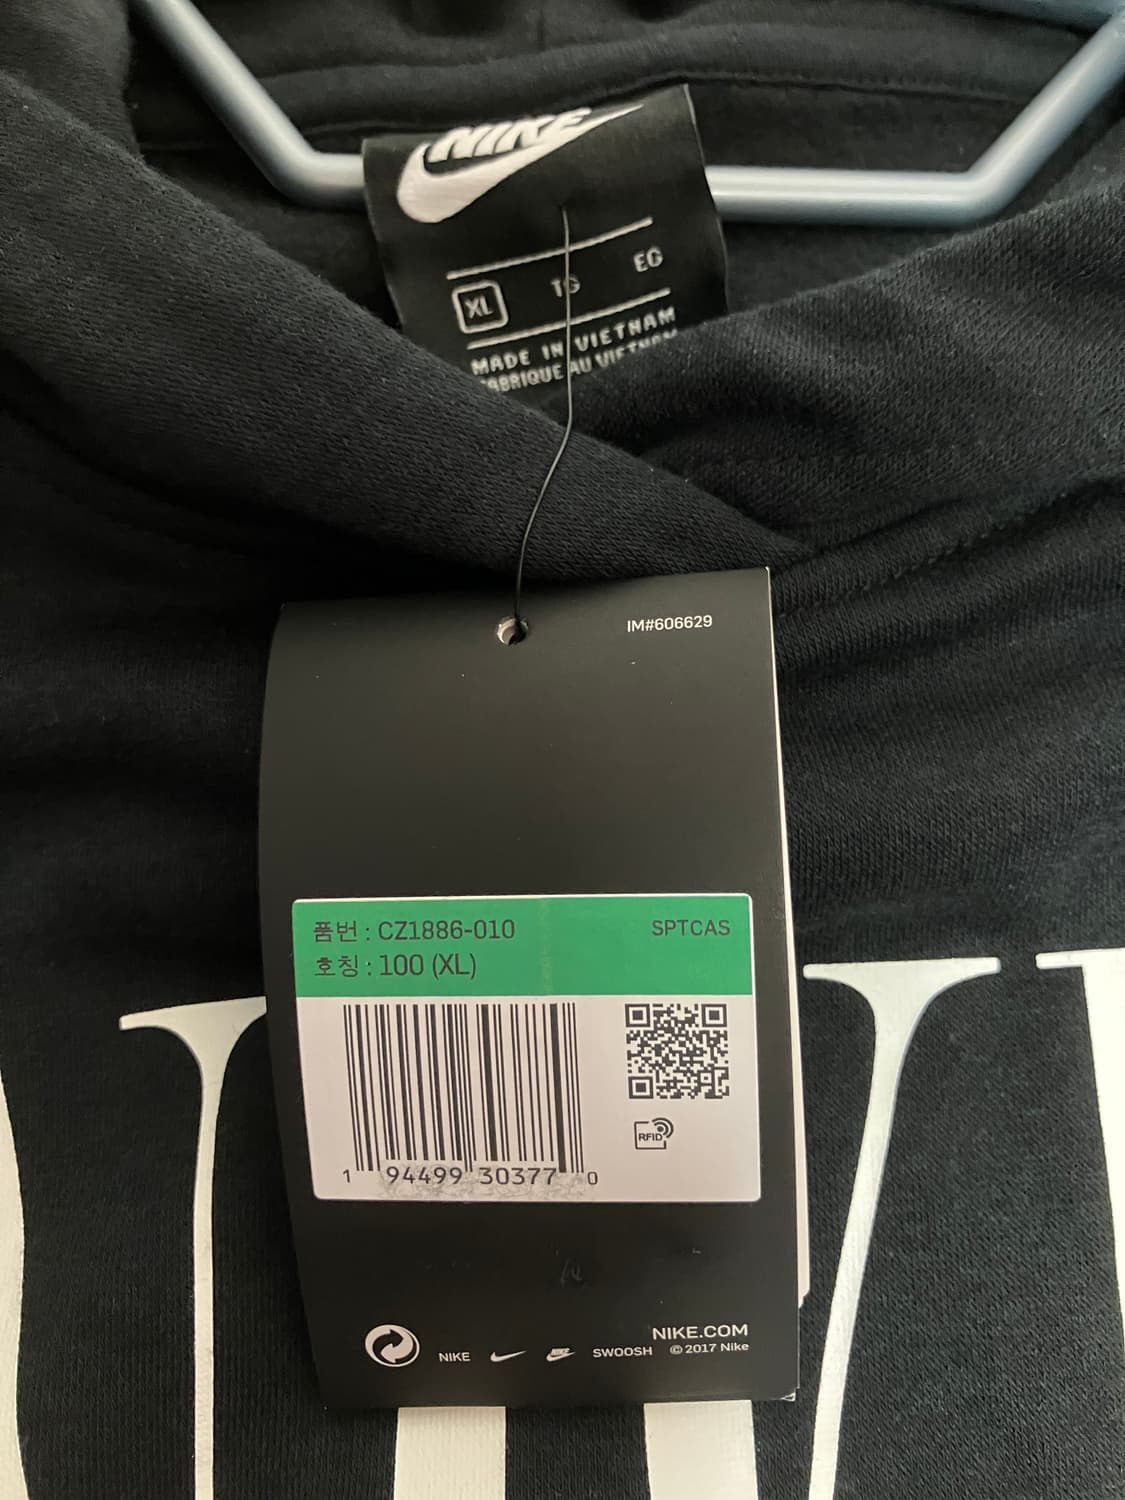 NIKE
XL TG EG
MADE IN VIETNAM
FABRIQUE AU VIETNAM
IM#606629
품번 : CZ1886-010 SPTCAS
호칭 : 100 (XL)
RFID
1 94499 30377 0
NIKE.COM
NIKE NIKE SWOOSH © 2017 Nike